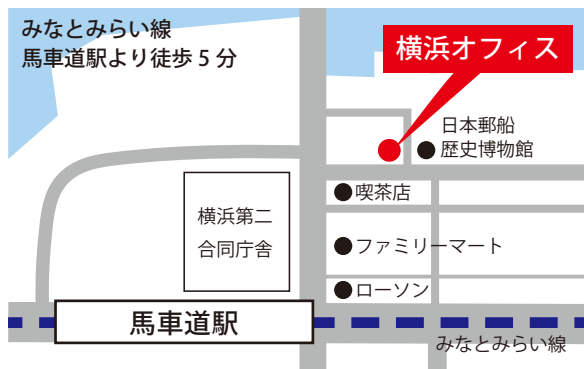 みなとみらい線
馬車道駅より徒歩5分
横浜オフィス
日本郵船
歴史博物館
喫茶店
横浜第二
合同庁舎
ファミリーマート
ローソン
馬車道駅
みなとみらい線